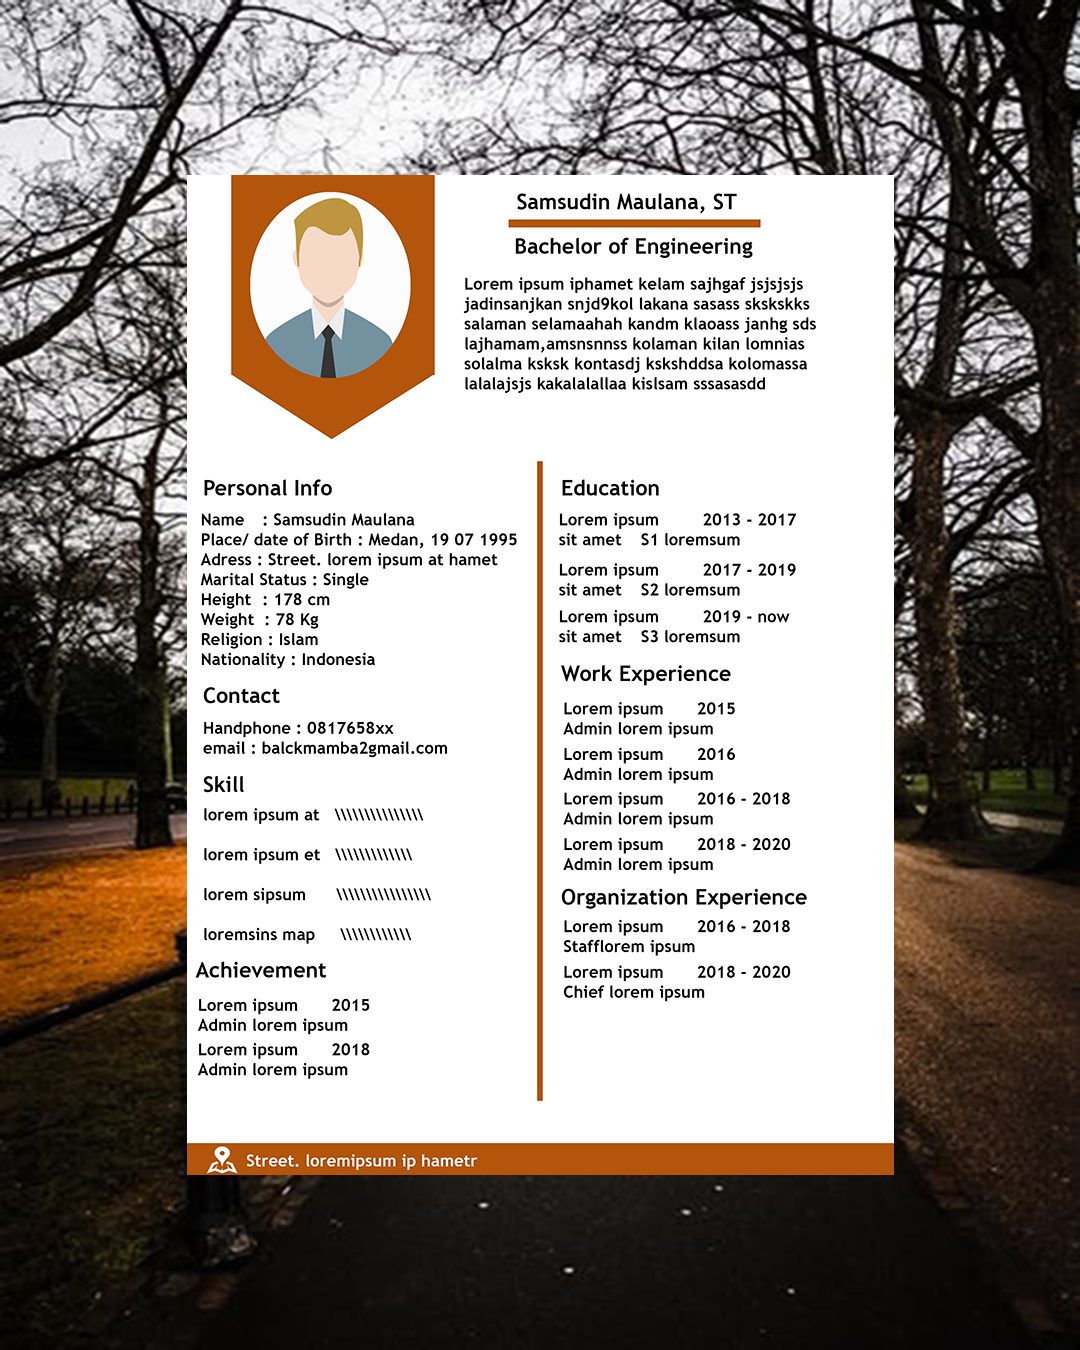 Samsudin Maulana, ST
Bachelor of Engineering
Lorem ipsum iphamet kelam sajhgaf jsjsjsjs
jadinsanjkan snjd9kol lakana sasass skskskks
salaman selamaahah kandm klaoass janhg sds
lajhamam,amsnsnnss kolaman kilan lomnias
solalma ksksk kontasdj kskshddsa kolomassa
lalalajsjs kakalalallaa kislsam sssasasdd
Personal Info
Name : Samsudin Maulana
Place/ date of Birth : Medan, 19 07 1995
Adress : Street. lorem ipsum at hamet
Marital Status : Single
Height : 178 cm
Weight : 78 Kg
Religion : Islam
Nationality : Indonesia
Contact
Handphone : 0817658xx
email : balckmamba2gmail.com
Skill
lorem ipsum at \\\\\\\\\\\\\\\
lorem ipsum et \\\\\\\\\\\\\
lorem sipsum \\\\\\\\\\\\\\\\
loremsins map \\\\\\\\\\\\
Achievement
Lorem ipsum 2015
Admin lorem ipsum
Lorem ipsum 2018
Admin lorem ipsum
Education
Lorem ipsum 2013 - 2017
sit amet S1 loremsum
Lorem ipsum 2017 - 2019
sit amet S2 loremsum
Lorem ipsum 2019 - now
sit amet S3 loremsum
Work Experience
Lorem ipsum 2015
Admin lorem ipsum
Lorem ipsum 2016
Admin lorem ipsum
Lorem ipsum 2016 - 2018
Admin lorem ipsum
Lorem ipsum 2018 - 2020
Admin lorem ipsum
Organization Experience
Lorem ipsum 2016 - 2018
Stafflorem ipsum
Lorem ipsum 2018 - 2020
Chief lorem ipsum
Street. loremipsum ip hametr